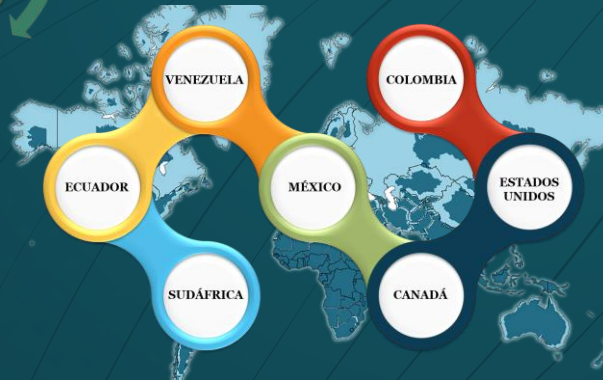 VENEZUELA
COLOMBIA
ECUADOR
MÉXICO
ESTADOS
UNIDOS
SUDÁFRICA
CANADÁ